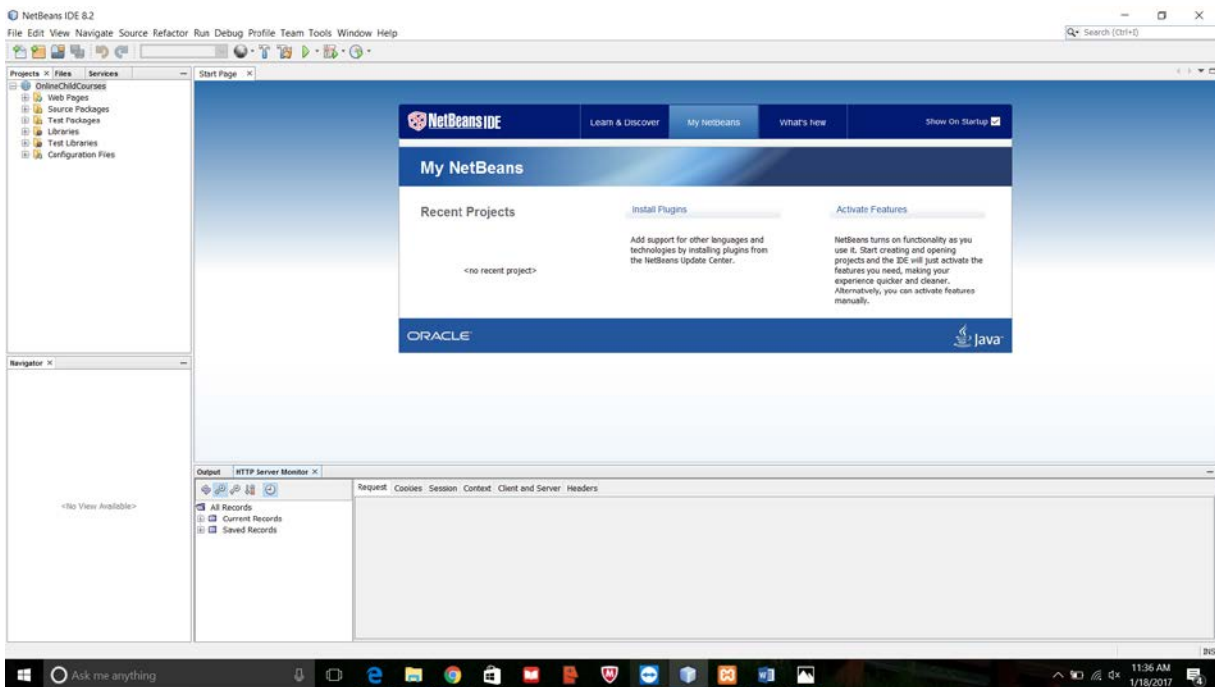 NetBeans IDE 8.2
File Edit View Navigate Source Refactor Run Debug Profile Team Tools Window Help
Search (Ctrl+I)
Projects Files Services
OnlineChildCourses
Web Pages
Source Packages
Test Packages
Libraries
Test Libraries
Configuration Files
Start Page
NetBeans IDE
Learn & Discover
My NetBeans
What's New
Show On Startup
My NetBeans
Recent Projects
<no recent project>
Install Plugins
Add support for other languages and
technologies by installing plugins from
the NetBeans Update Center.
Activate Features
NetBeans turns on functionality as you
use it. Start creating and opening
projects and the IDE will just activate the
features you need, making your
experience quicker and cleaner.
Alternatively, you can activate features
manually.
ORACLE
Java
Navigator
<No View Available>
Output HTTP Server Monitor
All Records
Current Records
Saved Records
Request Cookies Session Context Client and Server Headers
INS
Ask me anything
11:36 AM
1/18/2017